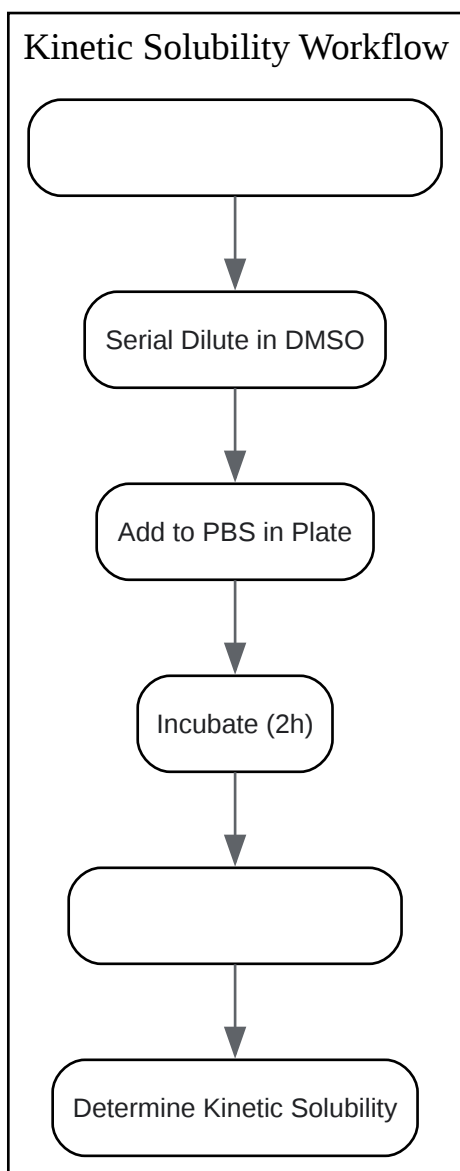 Kinetic Solubility Workflow
Serial Dilute in DMSO
Add to PBS in Plate
Incubate (2h)
Determine Kinetic Solubility